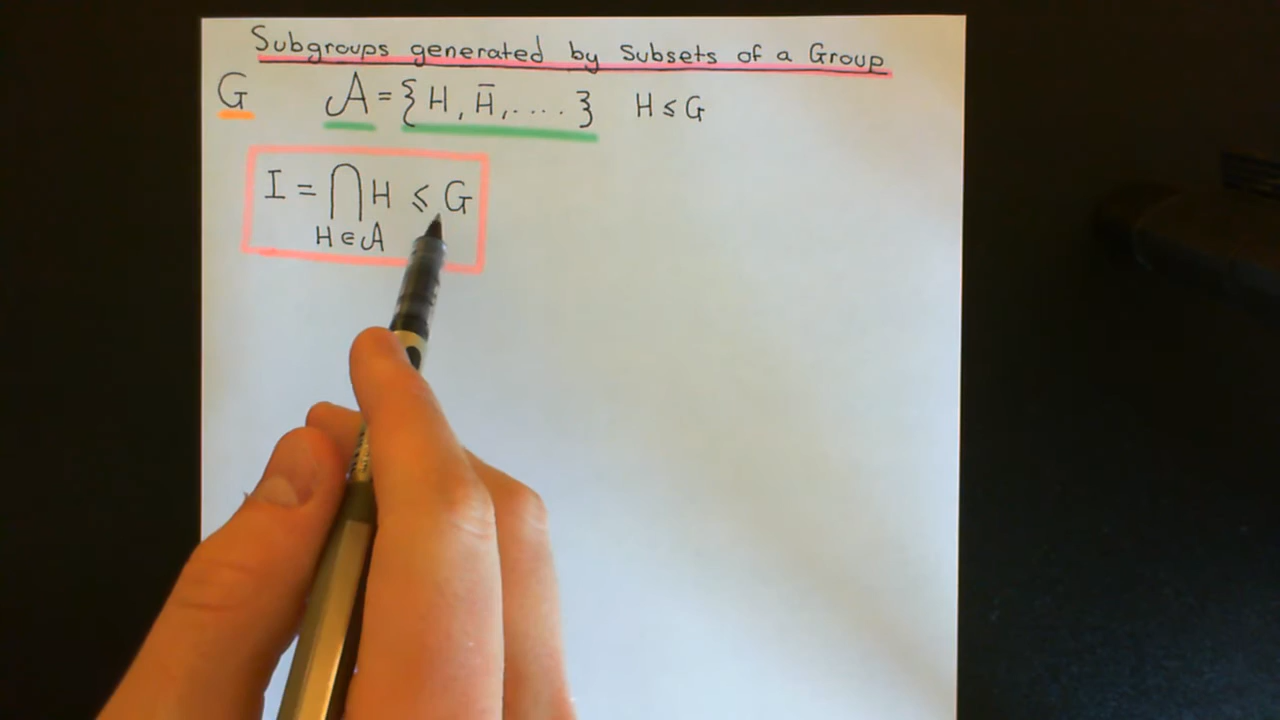 Subgroups generated by Subsets of a Group
G 𝒜 = {H, H̄, ....} H ≤ G
I = ⋂ H ≤ G
H ∈ 𝒜